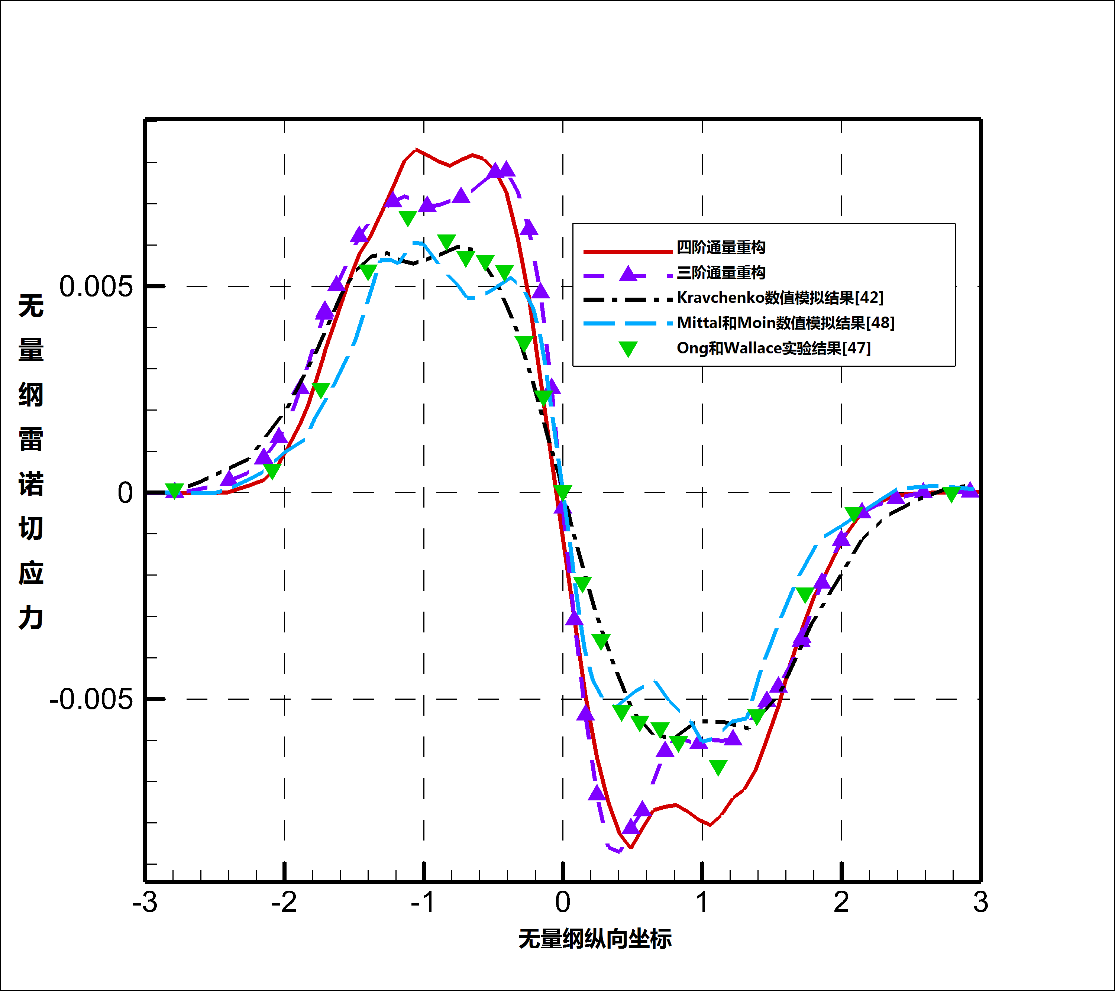 四阶通量重构
三阶通量重构
Kravchenko数值模拟结果[42]
Mittal和Moin数值模拟结果[48]
Ong和Wallace实验结果[47]
无量纲雷诺切应力
0.005
0
-0.005
-3 -2 -1 0 1 2 3
无量纲纵向坐标